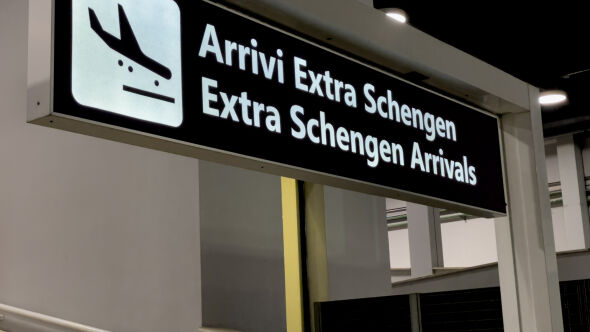 Arrivi Extra Schengen
Extra Schengen Arrivals